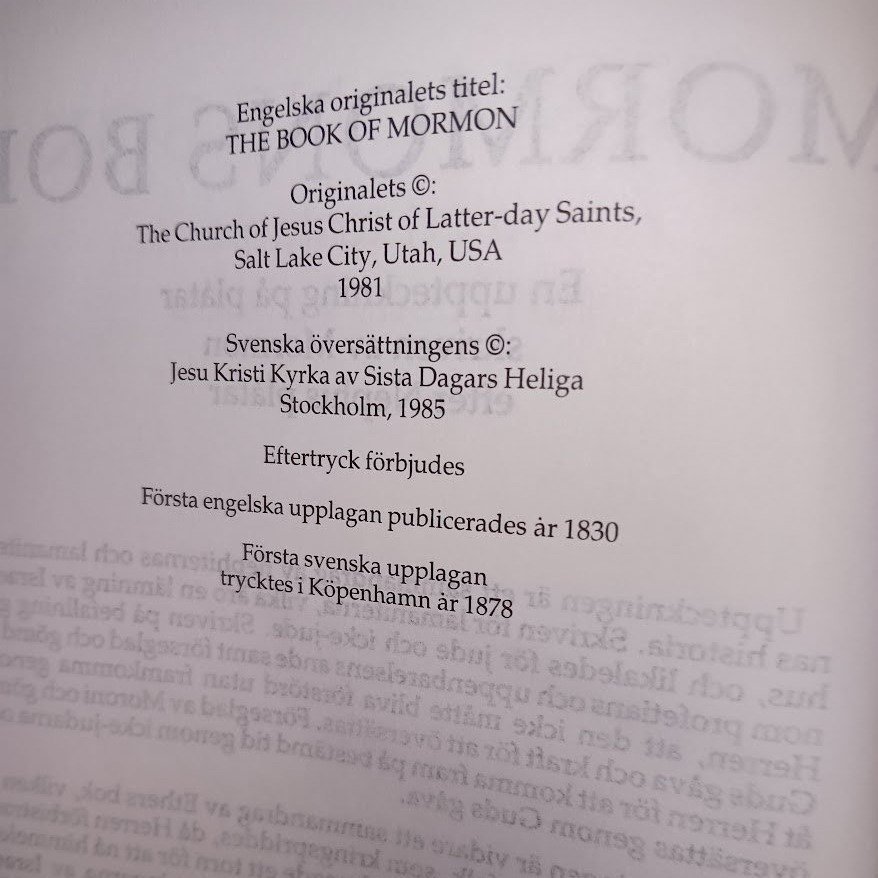 Engelska originalets titel:
THE BOOK OF MORMON
Originalets ©:
The Church of Jesus Christ of Latter-day Saints,
Salt Lake City, Utah, USA
1981
Svenska översättningens ©:
Jesu Kristi Kyrka av Sista Dagars Heliga
Stockholm, 1985
Eftertryck förbjudes
Första engelska upplagan publicerades år 1830
Första svenska upplagan
trycktes i Köpenhamn år 1878